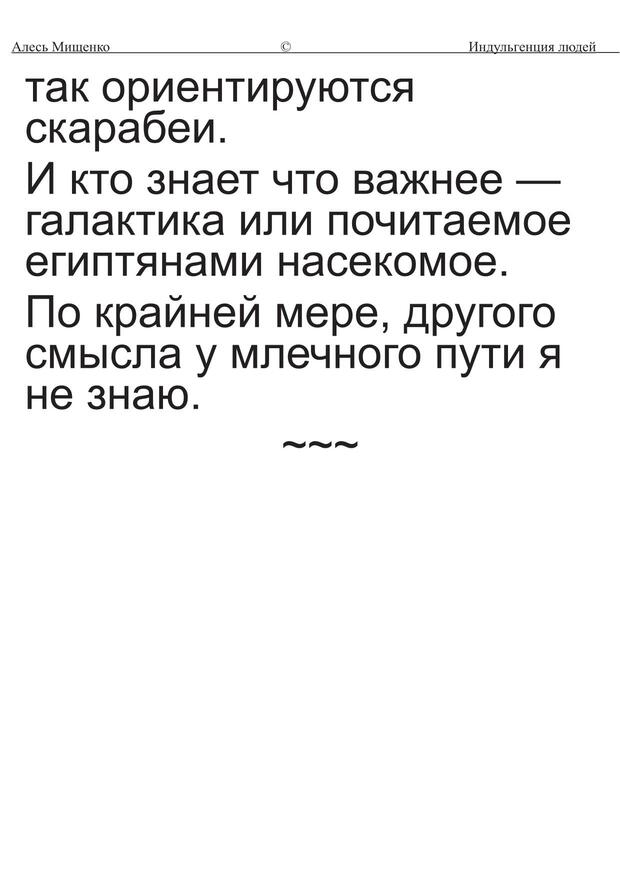 Алесь Мищенко © Индульгенция людей
так ориентируются
скарабеи.
И кто знает что важнее —
галактика или почитаемое
египтянами насекомое.
По крайней мере, другого
смысла у млечного пути я
не знаю.
~~~